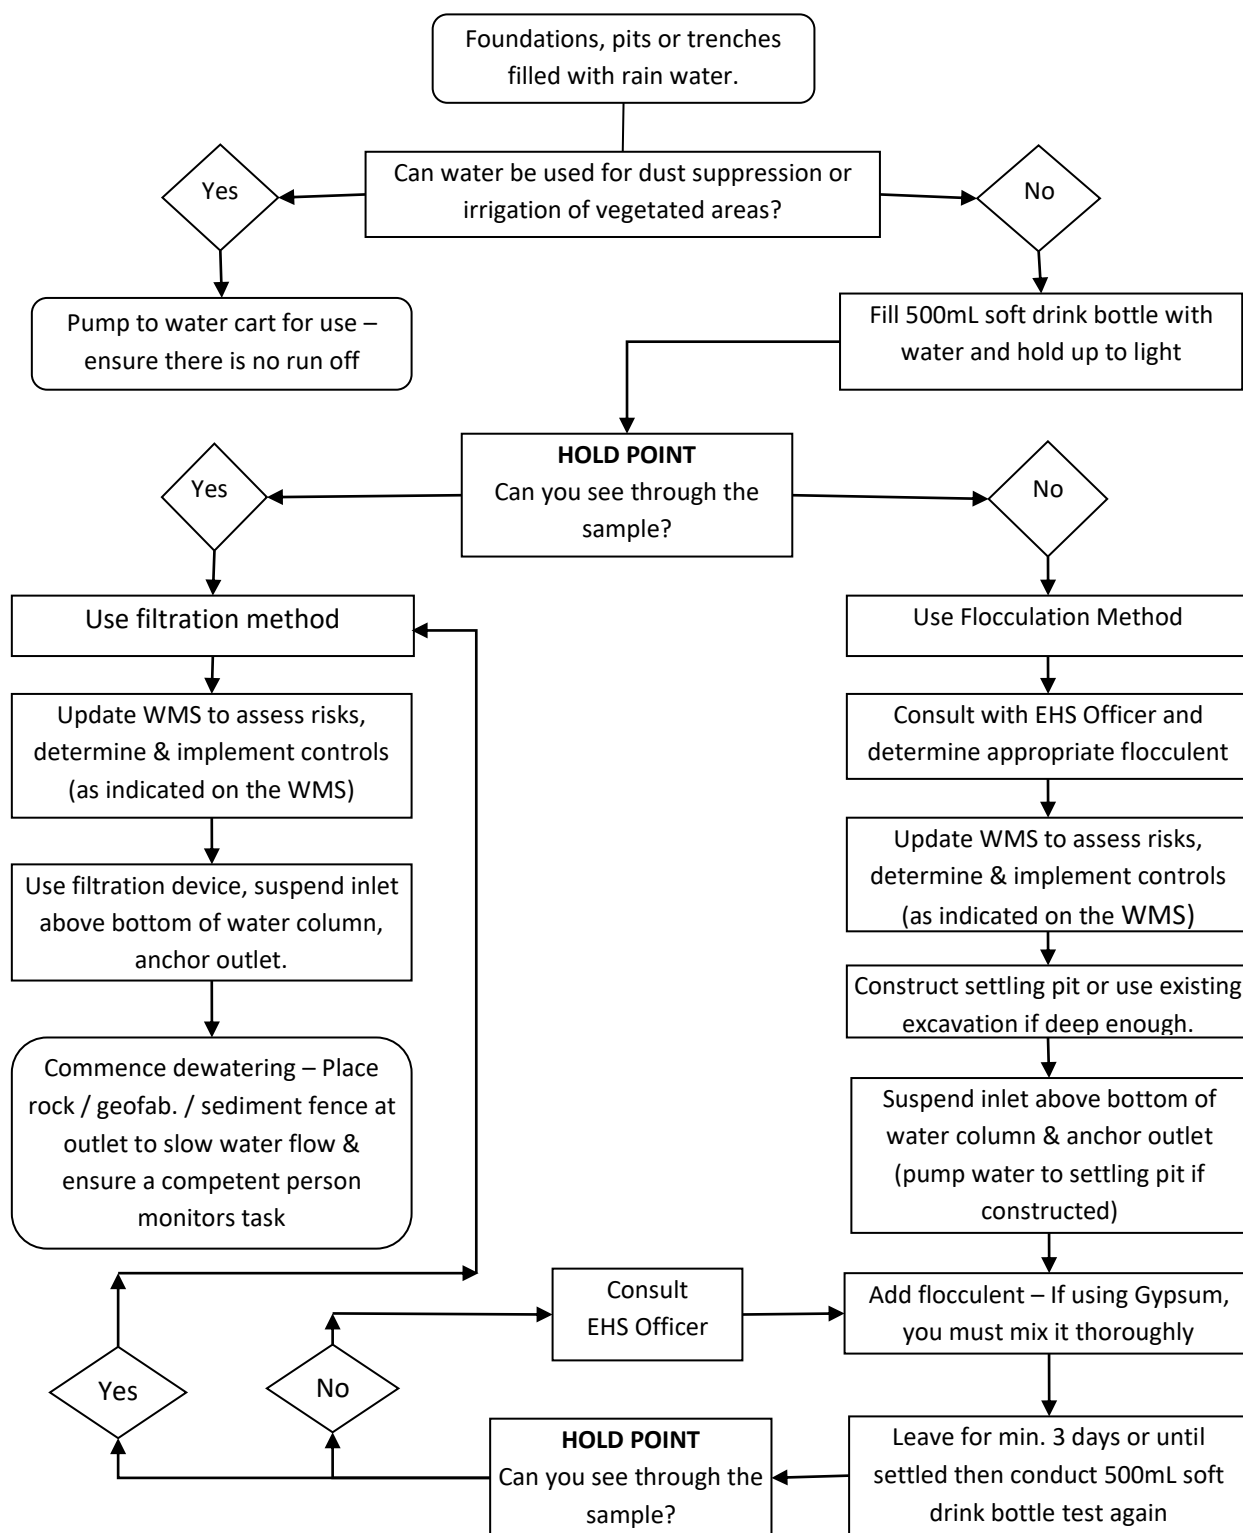 Foundations, pits or trenches
filled with rain water.
Can water be used for dust suppression or
irrigation of vegetated areas?
Yes
No
Pump to water cart for use –
ensure there is no run off
Fill 500mL soft drink bottle with
water and hold up to light
HOLD POINT
Can you see through the
sample?
Yes
No
Use filtration method
Update WMS to assess risks,
determine & implement controls
(as indicated on the WMS)
Use filtration device, suspend inlet
above bottom of water column,
anchor outlet.
Commence dewatering – Place
rock / geofab. / sediment fence at
outlet to slow water flow &
ensure a competent person
monitors task
Use Flocculation Method
Consult with EHS Officer and
determine appropriate flocculent
Update WMS to assess risks,
determine & implement controls
(as indicated on the WMS)
Construct settling pit or use existing
excavation if deep enough.
Suspend inlet above bottom of
water column & anchor outlet
(pump water to settling pit if
constructed)
Add flocculent – If using Gypsum,
you must mix it thoroughly
Leave for min. 3 days or until
settled then conduct 500mL soft
drink bottle test again
HOLD POINT
Can you see through the
sample?
Yes
No
Consult
EHS Officer